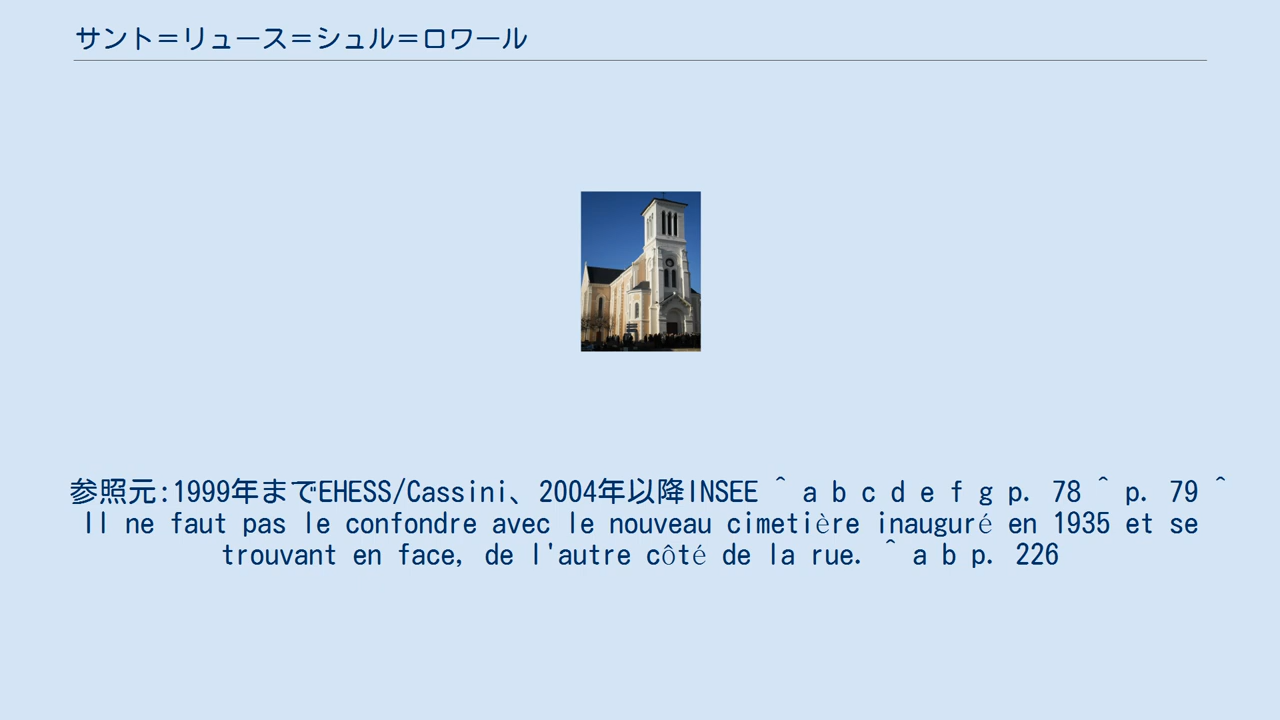 サント＝リュース＝シュル＝ロワール
参照元:1999年までEHESS/Cassini、2004年以降INSEE ^ a b c d e f g p. 78 ^ p. 79 ^
Il ne faut pas le confondre avec le nouveau cimetière inauguré en 1935 et se
trouvant en face, de l'autre côté de la rue. ^ a b p. 226